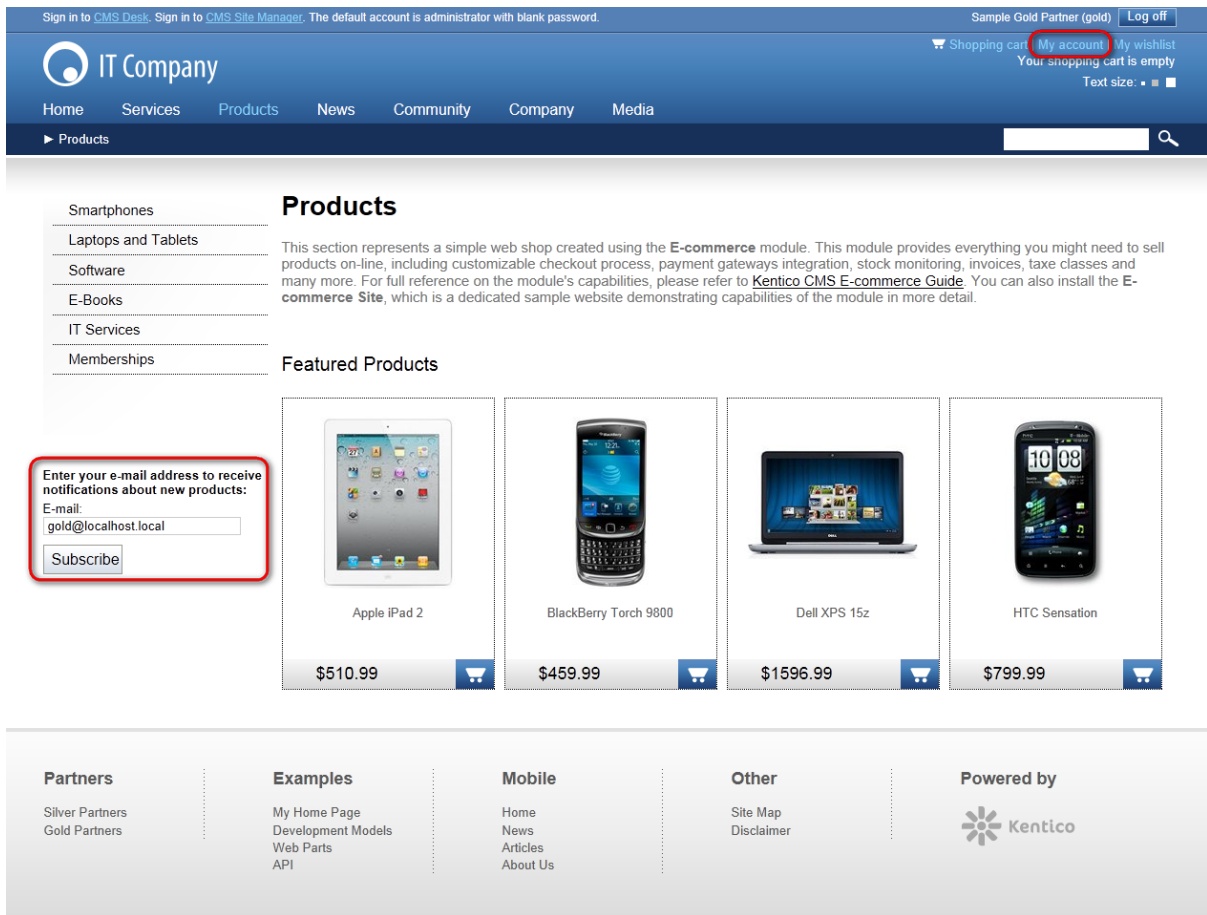 Sign in to CMS Desk. Sign in to CMS Site Manager. The default account is administrator with blank password.
Sample Gold Partner (gold) Log off
Shopping cart | My account | My wishlist
Your shopping cart is empty
IT Company
Text size:
Home Services Products News Community Company Media
► Products
Smartphones
Laptops and Tablets
Software
E-Books
IT Services
Memberships
Enter your e-mail address to receive
notifications about new products:
E-mail:
gold@localhost.local
Subscribe
Products
This section represents a simple web shop created using the E-commerce module. This module provides everything you might need to sell
products on-line, including customizable checkout process, payment gateways integration, stock monitoring, invoices, taxe classes and
many more. For full reference on the module's capabilities, please refer to Kentico CMS E-commerce Guide. You can also install the E-
commerce Site, which is a dedicated sample website demonstrating capabilities of the module in more detail.
Featured Products
10 08
Apple iPad 2 BlackBerry Torch 9800 Dell XPS 15z HTC Sensation
$510.99 $459.99 $1596.99 $799.99
Partners
Silver Partners
Gold Partners
Examples
My Home Page
Development Models
Web Parts
API
Mobile
Home
News
Articles
About Us
Other
Site Map
Disclaimer
Powered by
Kentico